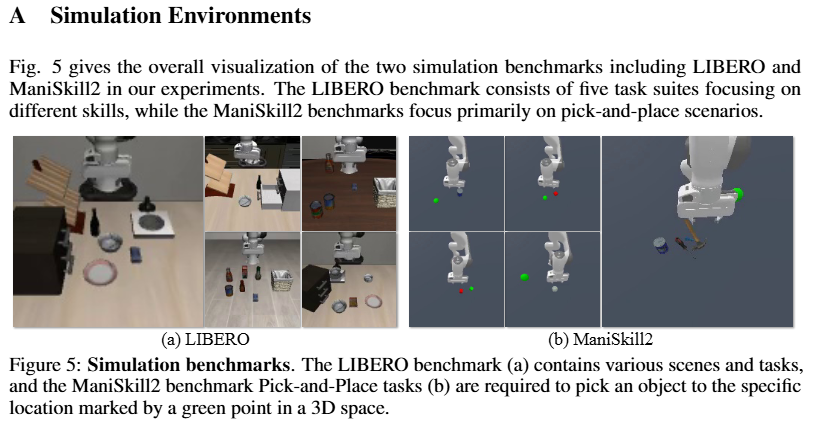 A Simulation Environments
Fig. 5 gives the overall visualization of the two simulation benchmarks including LIBERO and
ManiSkill2 in our experiments. The LIBERO benchmark consists of five task suites focusing on
different skills, while the ManiSkill2 benchmarks focus primarily on pick-and-place scenarios.
(a) LIBERO
(b) ManiSkill2
Figure 5: Simulation benchmarks. The LIBERO benchmark (a) contains various scenes and tasks,
and the ManiSkill2 benchmark Pick-and-Place tasks (b) are required to pick an object to the specific
location marked by a green point in a 3D space.